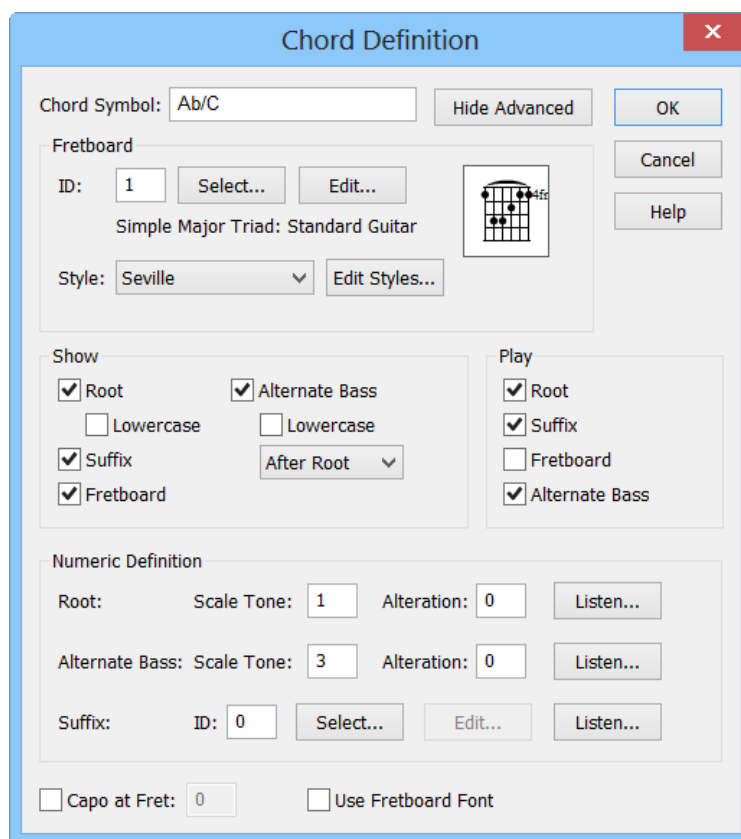 Chord Definition
Chord Symbol: Ab/C Hide Advanced OK
Fretboard
Cancel
ID: 1 Select... Edit... 4fr
Help
Simple Major Triad: Standard Guitar
Style: Seville Edit Styles...
Show Play
Root Alternate Bass Root
Lowercase Lowercase Suffix
Suffix After Root Fretboard
Fretboard Alternate Bass
Numeric Definition
Root: Scale Tone: 1 Alteration: 0 Listen...
Alternate Bass: Scale Tone: 3 Alteration: 0 Listen...
Suffix: ID: 0 Select... Edit... Listen...
Capo at Fret: 0 Use Fretboard Font